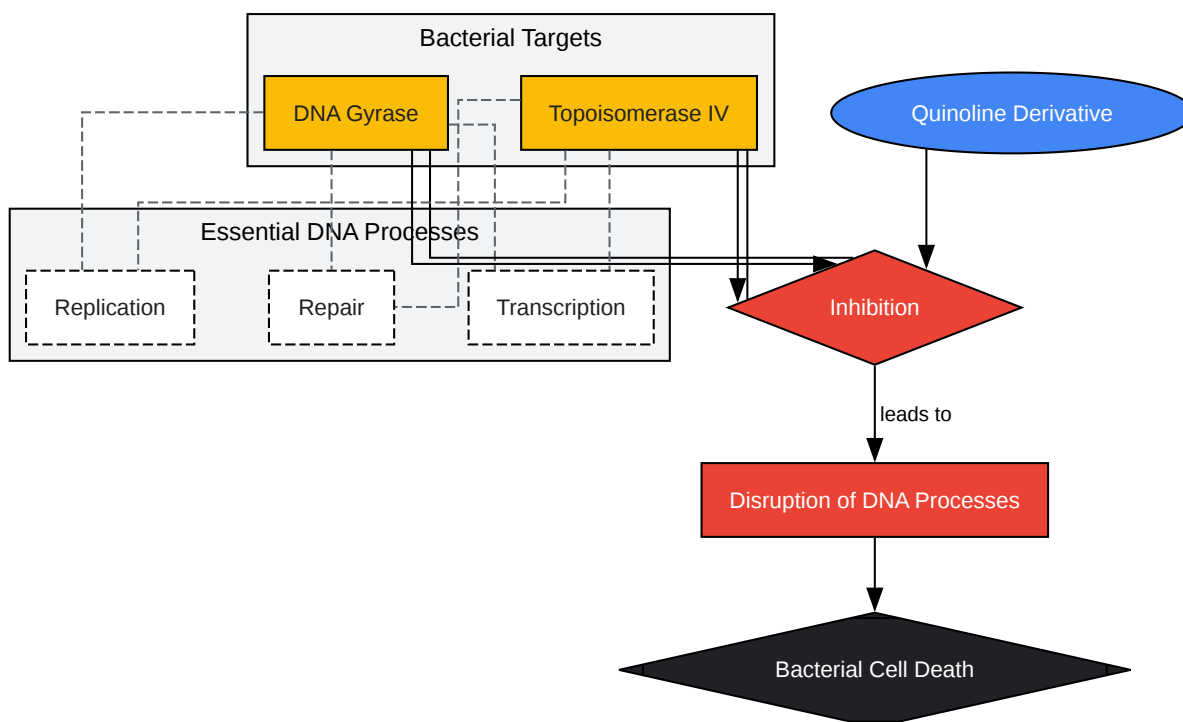 Bacterial Targets
DNA Gyrase
Topoisomerase IV
Quinoline Derivative
Essential DNA Processes
Replication
Repair
Transcription
Inhibition
leads to
Disruption of DNA Processes
Bacterial Cell Death